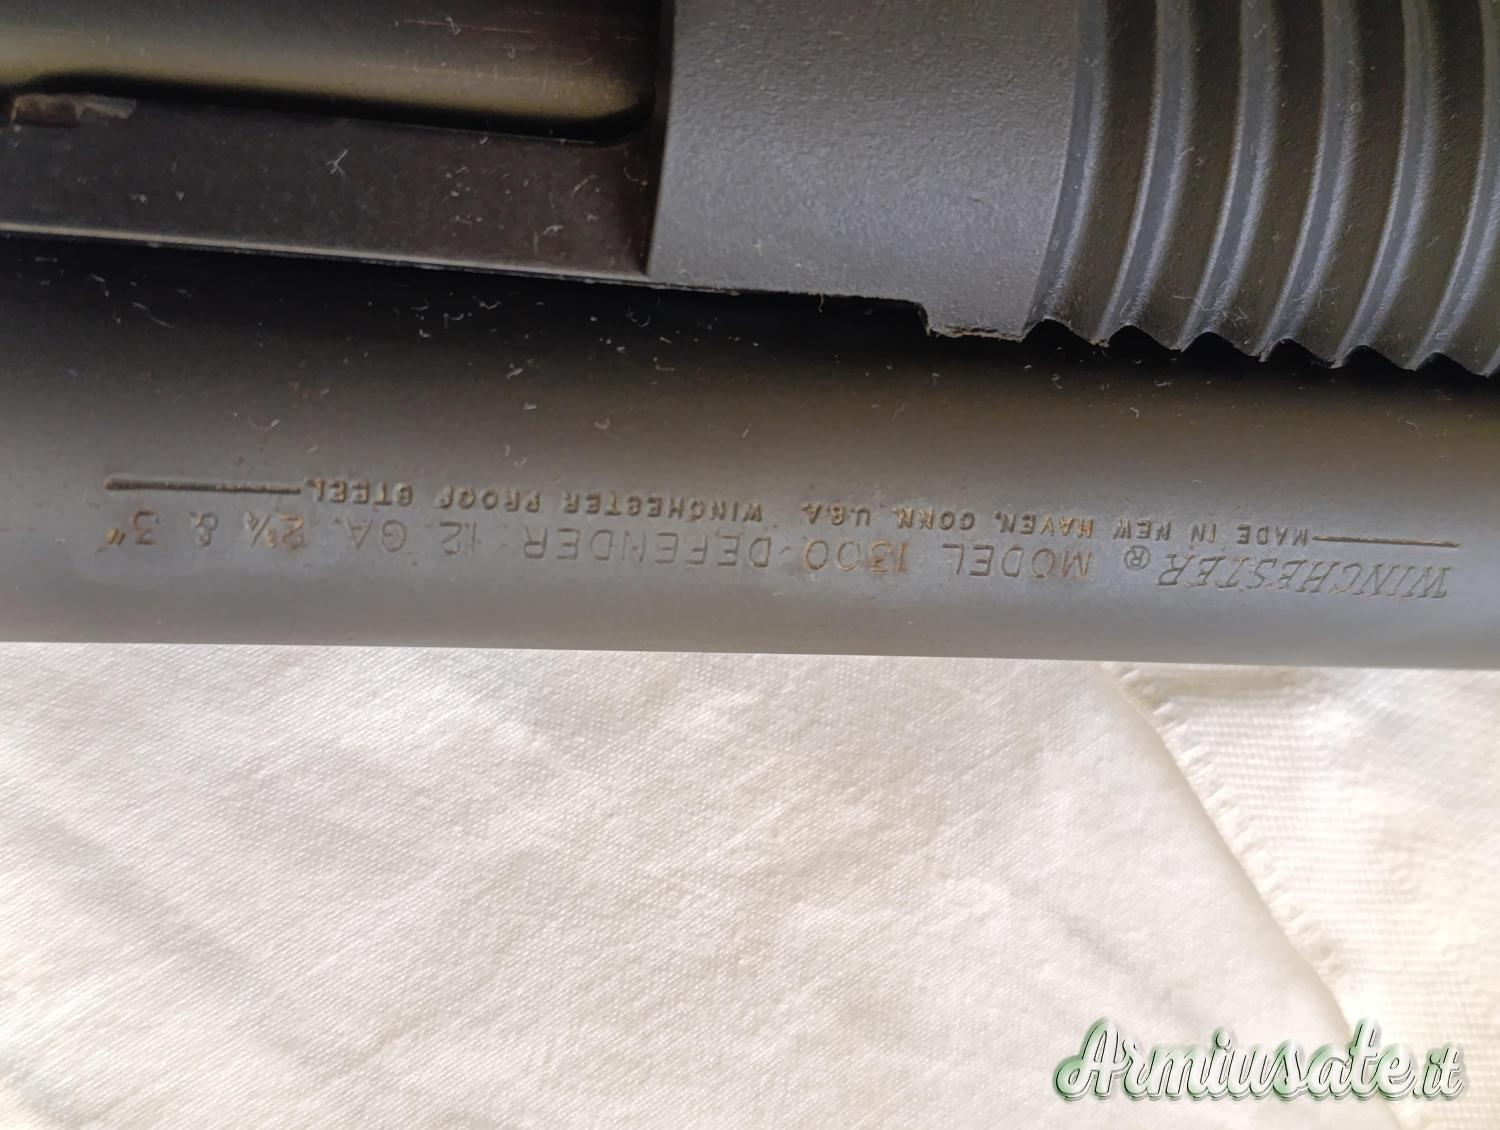 WINCHESTER® MODEL 1300 DEFENDER 12 GA. 2¾ & 3"
MADE IN NEW HAVEN, CONN. U.S.A. WINCHESTER PROOF STEEL
Armiusate.it